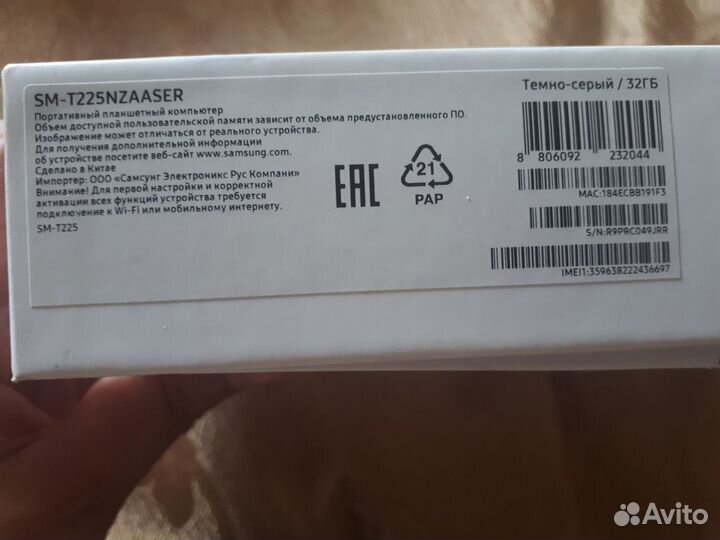 SM-T225NZAASER
Темно-серый / 32ГБ
Портативный планшетный компьютер
Объем доступной пользовательской памяти зависит от объема предустановленного ПО.
Изображение может отличаться от реального устройства.
Для получения дополнительной информации
об устройстве посетите веб-сайт www.samsung.com.
Сделано в Китае
Импортер: ООО «Самсунг Электроникс Рус Компани»
Внимание! Для первой настройки и корректной
активации всех функций устройства требуется
подключение к Wi-Fi или мобильному интернету.
SM-T225
EAC
21
PAP
8 806092 232044
MAC:184ECBB191F3
S/N:R9PRC049JRR
IMEI1:359638222436697
Avito